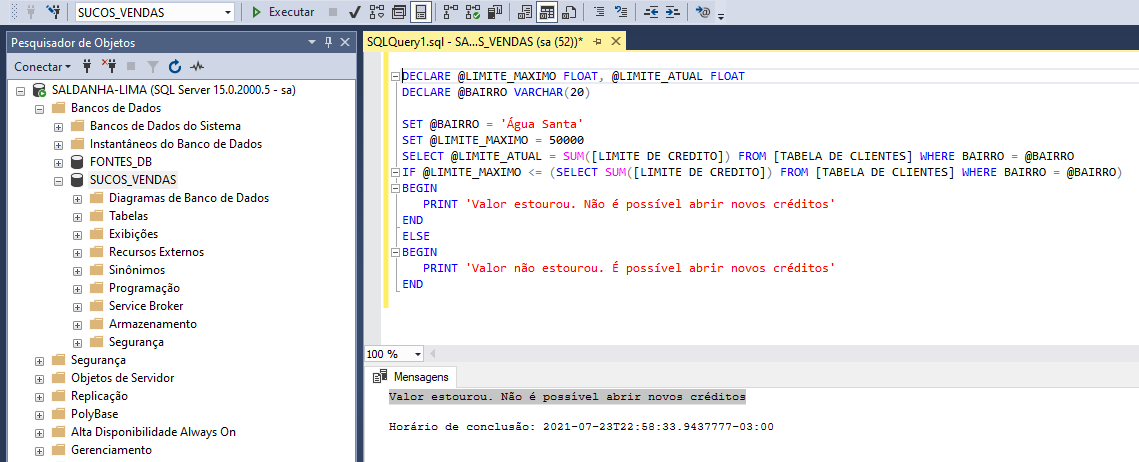 SUCOS_VENDAS
Executar
Pesquisador de Objetos
Conectar
SALDANHA-LIMA (SQL Server 15.0.2000.5 - sa)
Bancos de Dados
Bancos de Dados do Sistema
Instantâneos do Banco de Dados
FONTES_DB
SUCOS_VENDAS
Diagramas de Banco de Dados
Tabelas
Exibições
Recursos Externos
Sinônimos
Programação
Service Broker
Armazenamento
Segurança
Segurança
Objetos de Servidor
Replicação
PolyBase
Alta Disponibilidade Always On
Gerenciamento
SQLQuery1.sql - SA...S_VENDAS (sa (52))*
DECLARE @LIMITE_MAXIMO FLOAT, @LIMITE_ATUAL FLOAT
DECLARE @BAIRRO VARCHAR(20)
SET @BAIRRO = 'Água Santa'
SET @LIMITE_MAXIMO = 50000
SELECT @LIMITE_ATUAL = SUM([LIMITE DE CREDITO]) FROM [TABELA DE CLIENTES] WHERE BAIRRO = @BAIRRO
IF @LIMITE_MAXIMO <= (SELECT SUM([LIMITE DE CREDITO]) FROM [TABELA DE CLIENTES] WHERE BAIRRO = @BAIRRO)
BEGIN
PRINT 'Valor estourou. Não é possível abrir novos créditos'
END
ELSE
BEGIN
PRINT 'Valor não estourou. É possível abrir novos créditos'
END
100 %
Mensagens
Valor estourou. Não é possível abrir novos créditos
Horário de conclusão: 2021-07-23T22:58:33.9437777-03:00